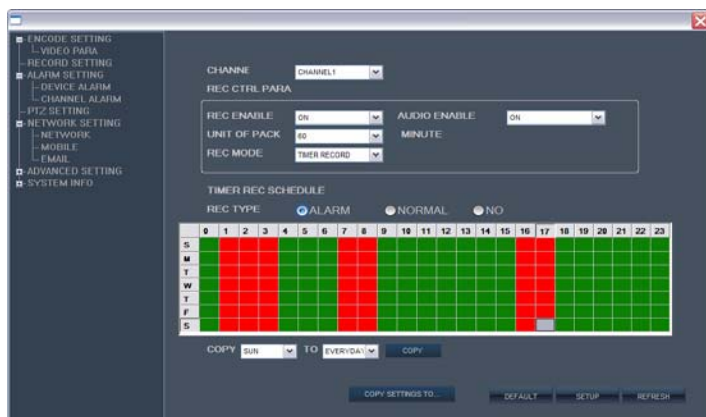 ENCODE SETTING
VIDEO PARA
RECORD SETTING
ALARM SETTING
DEVICE ALARM
CHANNEL ALARM
PTZ SETTING
NETWORK SETTING
NETWORK
MOBILE
EMAIL
ADVANCED SETTING
SYSTEM INFO
CHANNE CHANNEL1
REC CTRL PARA
REC ENABLE ON AUDIO ENABLE ON
UNIT OF PACK 60 MINUTE
REC MODE TIMER RECORD
TIMER REC SCHEDULE
REC TYPE ALARM NORMAL NO
0 1 2 3 4 5 6 7 8 9 10 11 12 13 14 15 16 17 18 19 20 21 22 23
S
M
T
W
T
F
S
COPY SUN TO EVERYDAY COPY
COPY SETTINGS TO... DEFAULT SETUP REFRESH